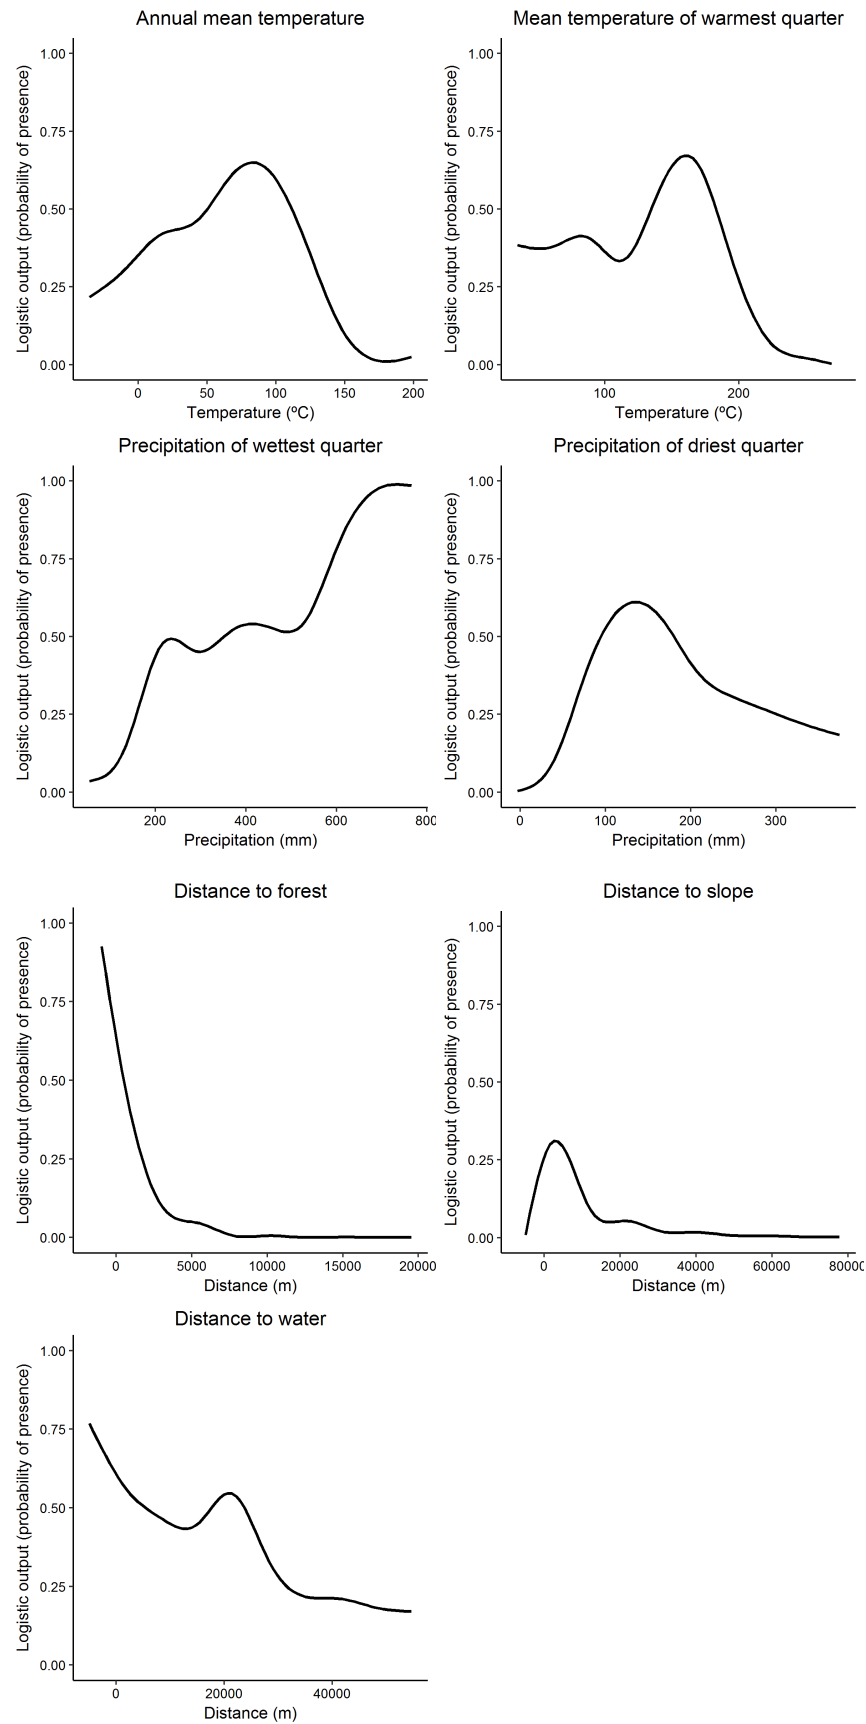 Annual mean temperature
Logistic output (probability of presence)
1.00
0.75
0.50
0.25
0.00
0 50 100 150 200
Temperature (ºC)
Mean temperature of warmest quarter
Logistic output (probability of presence)
1.00
0.75
0.50
0.25
0.00
100 200
Temperature (ºC)
Precipitation of wettest quarter
Logistic output (probability of presence)
1.00
0.75
0.50
0.25
0.00
200 400 600 800
Precipitation (mm)
Precipitation of driest quarter
Logistic output (probability of presence)
1.00
0.75
0.50
0.25
0.00
0 100 200 300
Precipitation (mm)
Distance to forest
Logistic output (probability of presence)
1.00
0.75
0.50
0.25
0.00
0 5000 10000 15000 20000
Distance (m)
Distance to slope
Logistic output (probability of presence)
1.00
0.75
0.50
0.25
0.00
0 20000 40000 60000 80000
Distance (m)
Distance to water
Logistic output (probability of presence)
1.00
0.75
0.50
0.25
0.00
0 20000 40000
Distance (m)